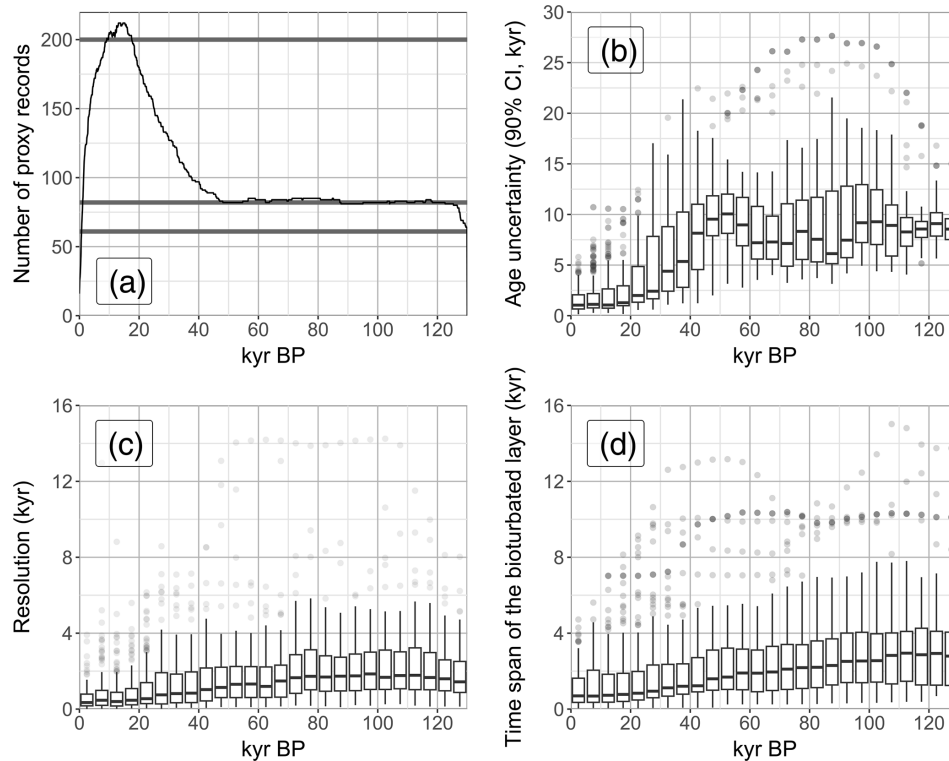 Number of proxy records
200
150
100
50
0
(a)
0 20 40 60 80 100 120
kyr BP
Age uncertainty (90% CI, kyr)
30
25
20
15
10
5
0
(b)
0 20 40 60 80 100 120
kyr BP
Resolution (kyr)
16
12
8
4
0
(c)
0 20 40 60 80 100 120
kyr BP
Time span of the bioturbated layer (kyr)
16
12
8
4
0
(d)
0 20 40 60 80 100 120
kyr BP